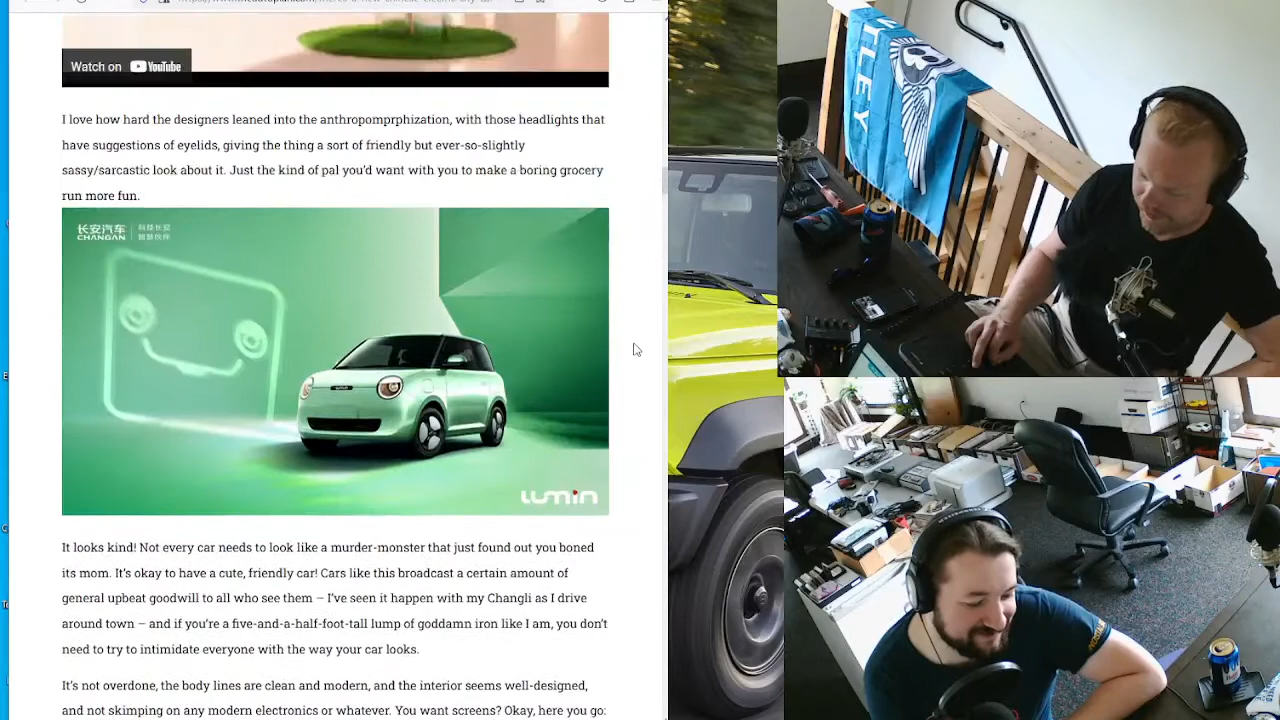 Watch on YouTube
I love how hard the designers leaned into the anthropomprphization, with those headlights that
have suggestions of eyelids, giving the thing a sort of friendly but ever-so-slightly
sassy/sarcastic look about it. Just the kind of pal you'd want with you to make a boring grocery
run more fun.
长安汽车
CHANGAN
科技长安
智慧伙伴
LUMIN
It looks kind! Not every car needs to look like a murder-monster that just found out you boned
its mom. It's okay to have a cute, friendly car! Cars like this broadcast a certain amount of
general upbeat goodwill to all who see them – I've seen it happen with my Changli as I drive
around town – and if you're a five-and-a-half-foot-tall lump of goddamn iron like I am, you don't
need to try to intimidate everyone with the way your car looks.
It's not overdone, the body lines are clean and modern, and the interior seems well-designed,
and not skimping on any modern electronics or whatever. You want screens? Okay, here you go:
NTLEY